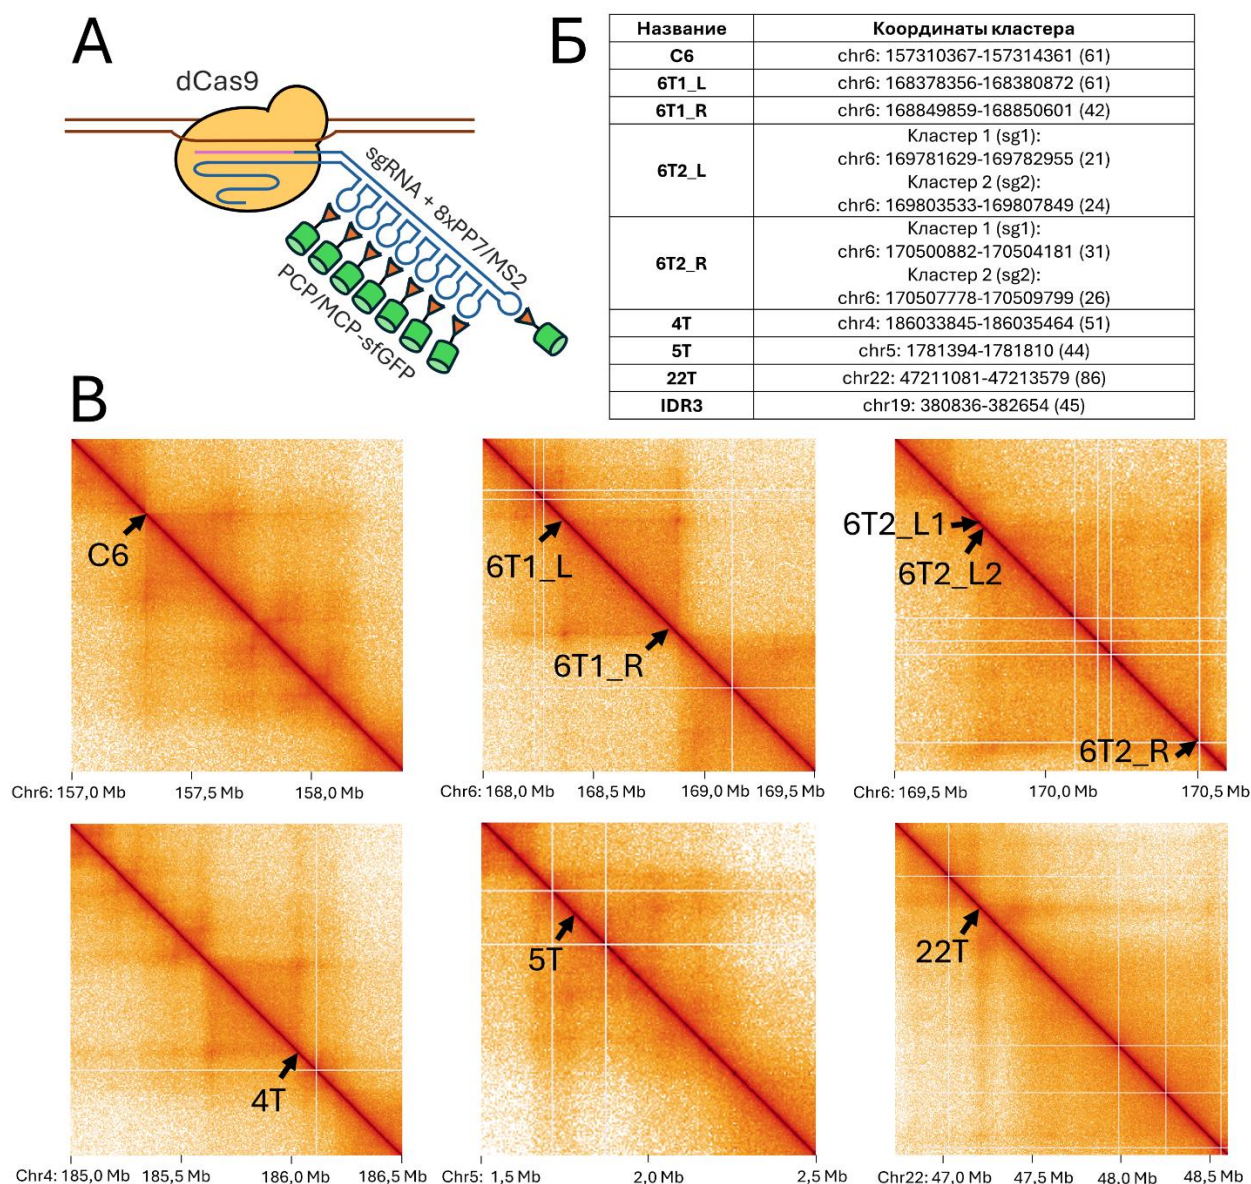 А
dCas9
sgRNA + 8xPP7/MS2
PCP/MCP-sfGFP
Б
Название Координаты кластера
C6 chr6: 157310367-157314361 (61)
6T1_L chr6: 168378356-168380872 (61)
6T1_R chr6: 168849859-168850601 (42)
6T2_L
Кластер 1 (sg1):
chr6: 169781629-169782955 (21)
Кластер 2 (sg2):
chr6: 169803533-169807849 (24)
6T2_R
Кластер 1 (sg1):
chr6: 170500882-170504181 (31)
Кластер 2 (sg2):
chr6: 170507778-170509799 (26)
4T chr4: 186033845-186035464 (51)
5T chr5: 1781394-1781810 (44)
22T chr22: 47211081-47213579 (86)
IDR3 chr19: 380836-382654 (45)
В
C6
Chr6: 157,0 Mb 157,5 Mb 158,0 Mb
6T1_L
6T1_R
Chr6: 168,0 Mb 168,5 Mb 169,0 Mb 169,5 Mb
6T2_L1
6T2_L2
6T2_R
Chr6: 169,5 Mb 170,0 Mb 170,5 Mb
4T
Chr4: 185,0 Mb 185,5 Mb 186,0 Mb 186,5 Mb
5T
Chr5: 1,5 Mb 2,0 Mb 2,5 Mb
22T
Chr22: 47,0 Mb 47,5 Mb 48,0 Mb 48,5 Mb